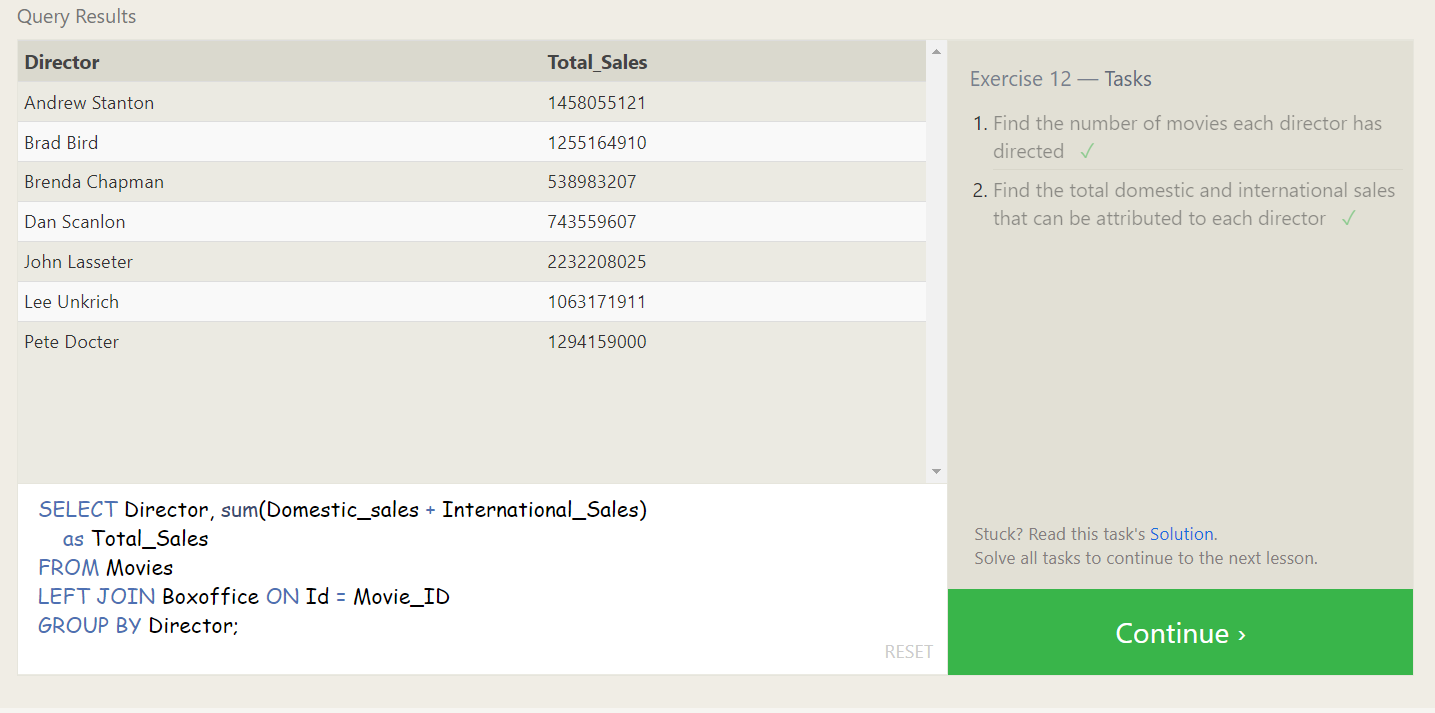 Query Results
Director Total_Sales
Andrew Stanton 1458055121
Brad Bird 1255164910
Brenda Chapman 538983207
Dan Scanlon 743559607
John Lasseter 2232208025
Lee Unkrich 1063171911
Pete Docter 1294159000
SELECT Director, sum(Domestic_sales + International_Sales)
as Total_Sales
FROM Movies
LEFT JOIN Boxoffice ON Id = Movie_ID
GROUP BY Director;
RESET
Exercise 12 — Tasks
1. Find the number of movies each director has
directed ✓
2. Find the total domestic and international sales
that can be attributed to each director ✓
Stuck? Read this task's Solution.
Solve all tasks to continue to the next lesson.
Continue ›